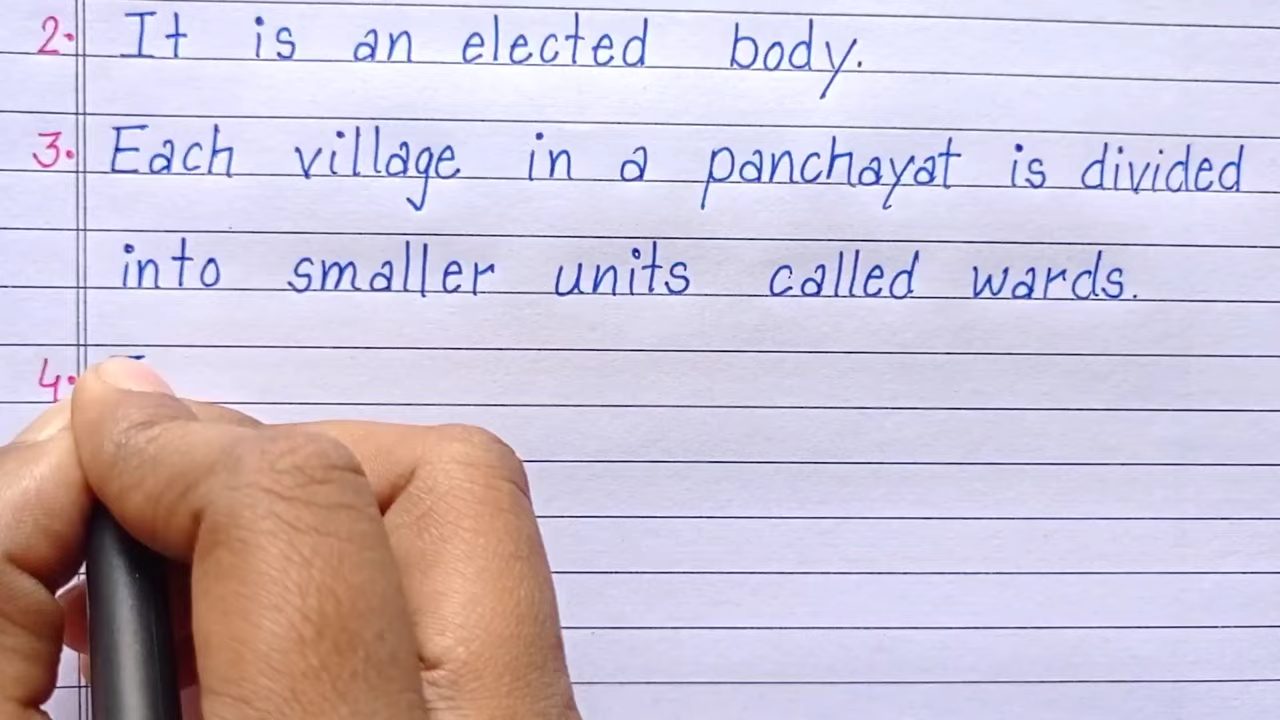 2. It is an elected body.
3. Each village in a panchayat is divided
into smaller units called wards.
4.